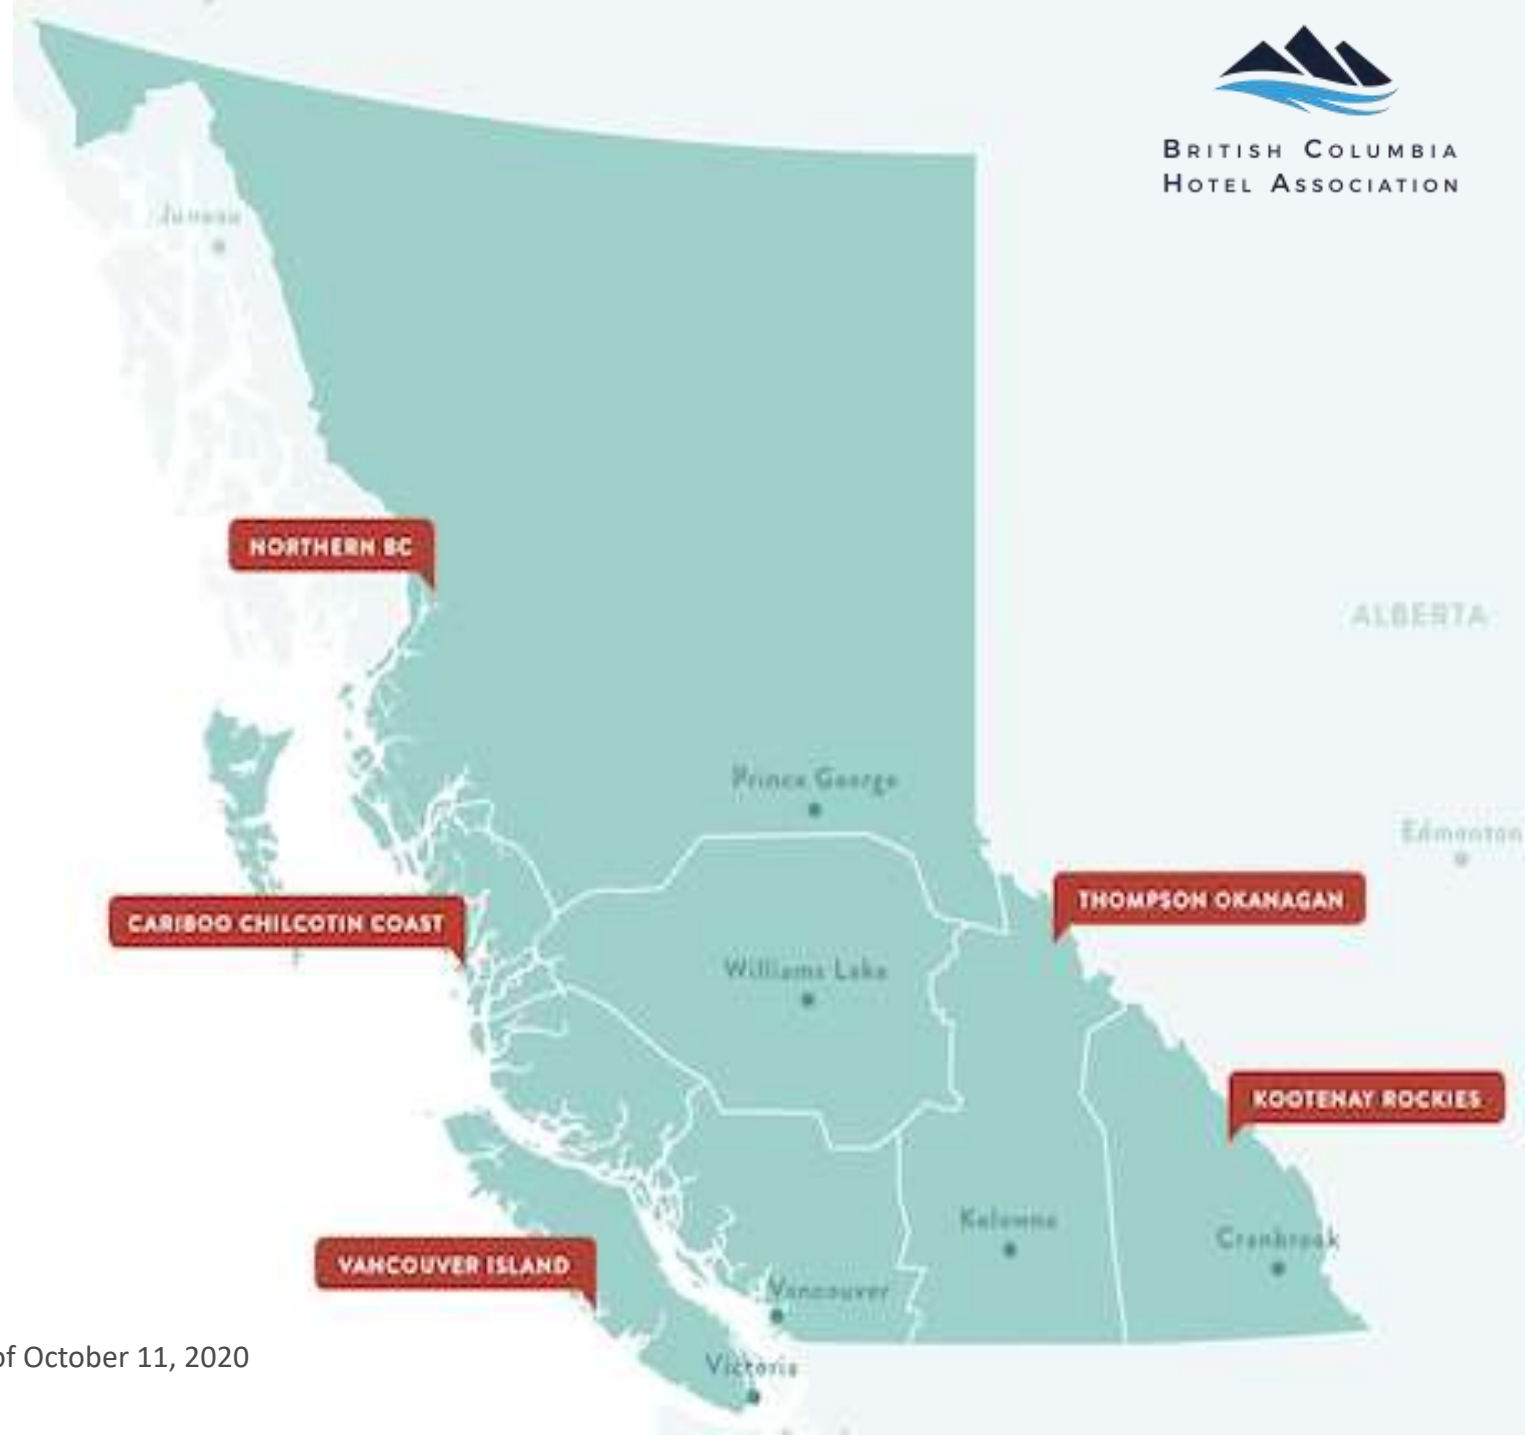 BRITISH COLUMBIA
HOTEL ASSOCIATION
Juneau
NORTHERN BC
ALBERTA
Prince George
Edmonton
THOMPSON OKANAGAN
CARIBOO CHILCOTIN COAST
Williams Lake
KOOTENAY ROCKIES
Kelowna
Cranbrook
VANCOUVER ISLAND
Vancouver
of October 11, 2020
Victoria